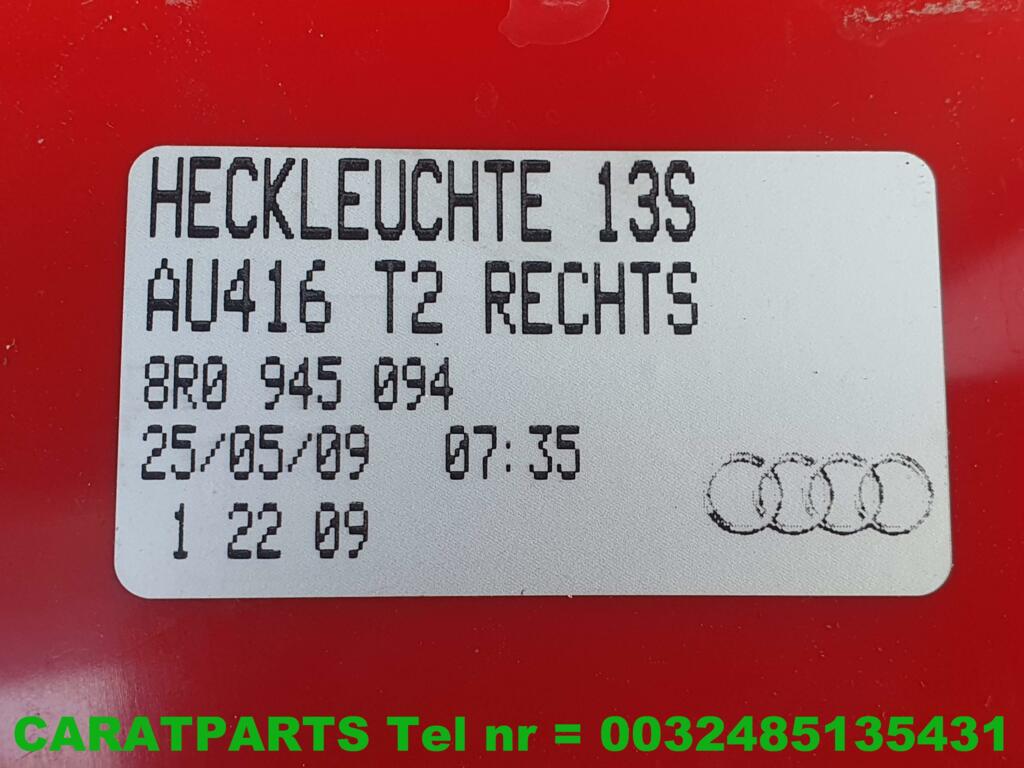 HECKLEUCHTE 13S
AU416 T2 RECHTS
8R0 945 094
25/05/09 07:35
1 22 09
CARATPARTS Tel nr = 0032485135431